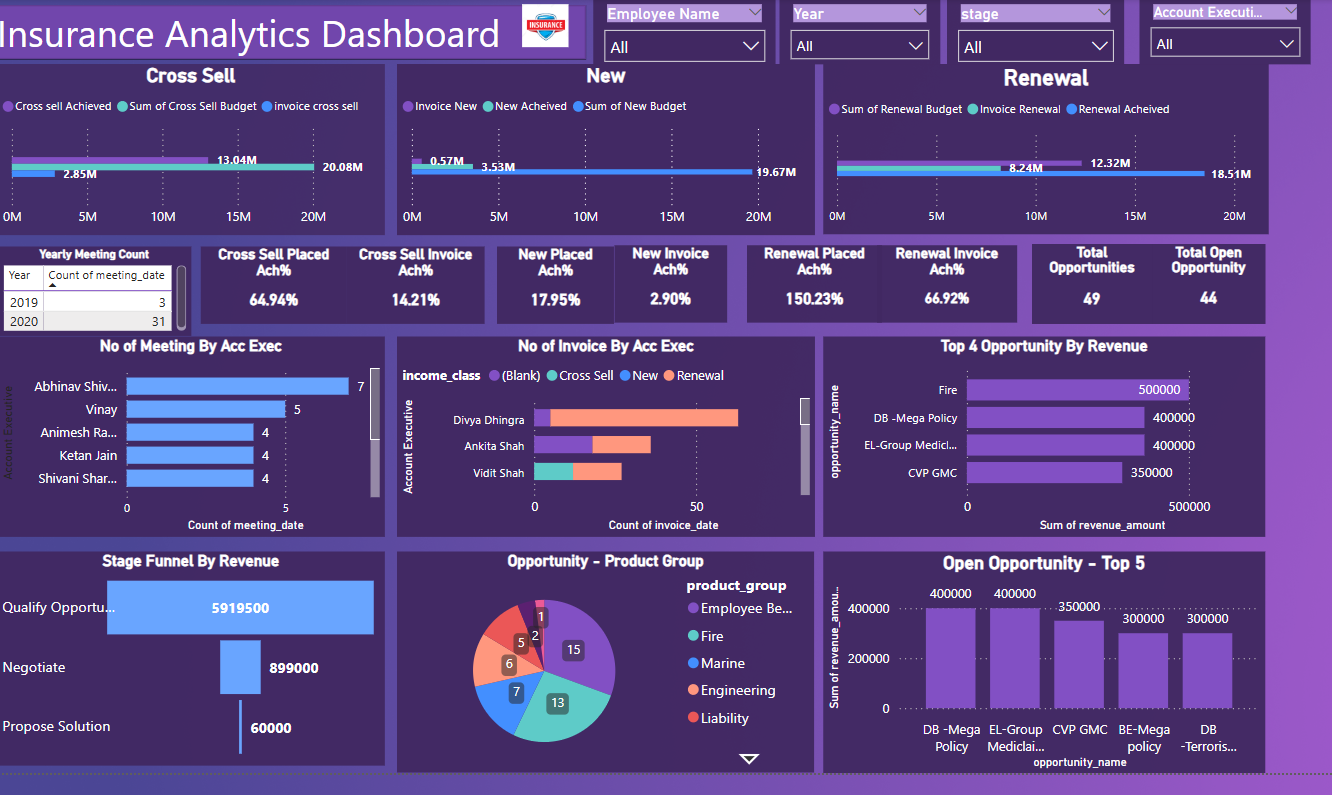 Insurance Analytics Dashboard
INSURANCE
Employee Name
All
Year
All
stage
All
Account Executi...
All
Cross Sell
Cross sell Achieved Sum of Cross Sell Budget invoice cross sell
13.04M
20.08M
2.85M
0M 5M 10M 15M 20M
New
Invoice New New Acheived Sum of New Budget
0.57M
3.53M
19.67M
0M 5M 10M 15M 20M
Renewal
Sum of Renewal Budget Invoice Renewal Renewal Acheived
12.32M
8.24M
18.51M
0M 5M 10M 15M 20M
Yearly Meeting Count
Year Count of meeting_date
2019 3
2020 31
Cross Sell Placed
Ach%
64.94%
Cross Sell Invoice
Ach%
14.21%
New Placed
Ach%
17.95%
New Invoice
Ach%
2.90%
Renewal Placed
Ach%
150.23%
Renewal Invoice
Ach%
66.92%
Total
Opportunities
49
Total Open
Opportunity
44
No of Meeting By Acc Exec
Account Executive
Abhinav Shiv... 7
Vinay 5
Animesh Ra... 4
Ketan Jain 4
Shivani Shar... 4
0 5
Count of meeting_date
No of Invoice By Acc Exec
income_class (Blank) Cross Sell New Renewal
Account Executive
Divya Dhingra
Ankita Shah
Vidit Shah
0 50
Count of invoice_date
Top 4 Opportunity By Revenue
opportunity_name
Fire 500000
DB -Mega Policy 400000
EL-Group Medicl... 400000
CVP GMC 350000
0 500000
Sum of revenue_amount
Stage Funnel By Revenue
Qualify Opportu... 5919500
Negotiate 899000
Propose Solution 60000
Opportunity - Product Group
15
13
7
6
5
2
1
product_group
Employee Be...
Fire
Marine
Engineering
Liability
Open Opportunity - Top 5
Sum of revenue_amou...
400000
200000
0
400000 400000 350000 300000 300000
DB -Mega
Policy
EL-Group
Mediclai...
CVP GMC
BE-Mega
policy
DB
-Terroris...
opportunity_name